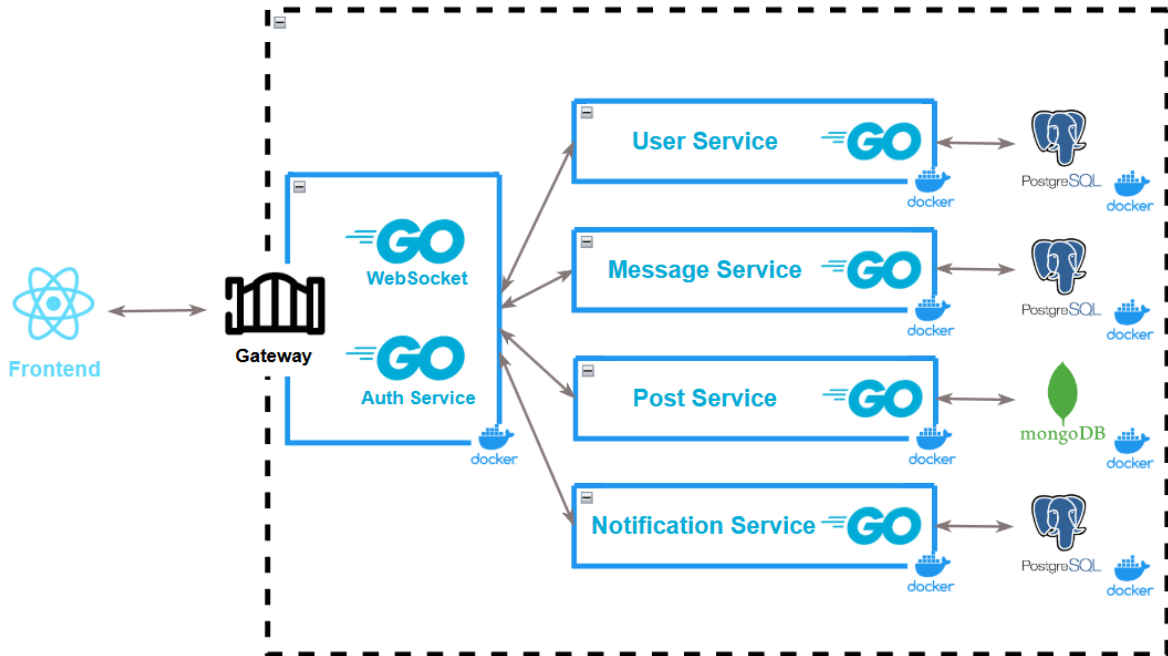 User Service
GO
PostgreSQL
docker
docker
GO
WebSocket
Message Service
GO
PostgreSQL
docker
docker
Frontend
Gateway
GO
Auth Service
docker
Post Service
GO
mongoDB
docker
docker
Notification Service
GO
PostgreSQL
docker
docker